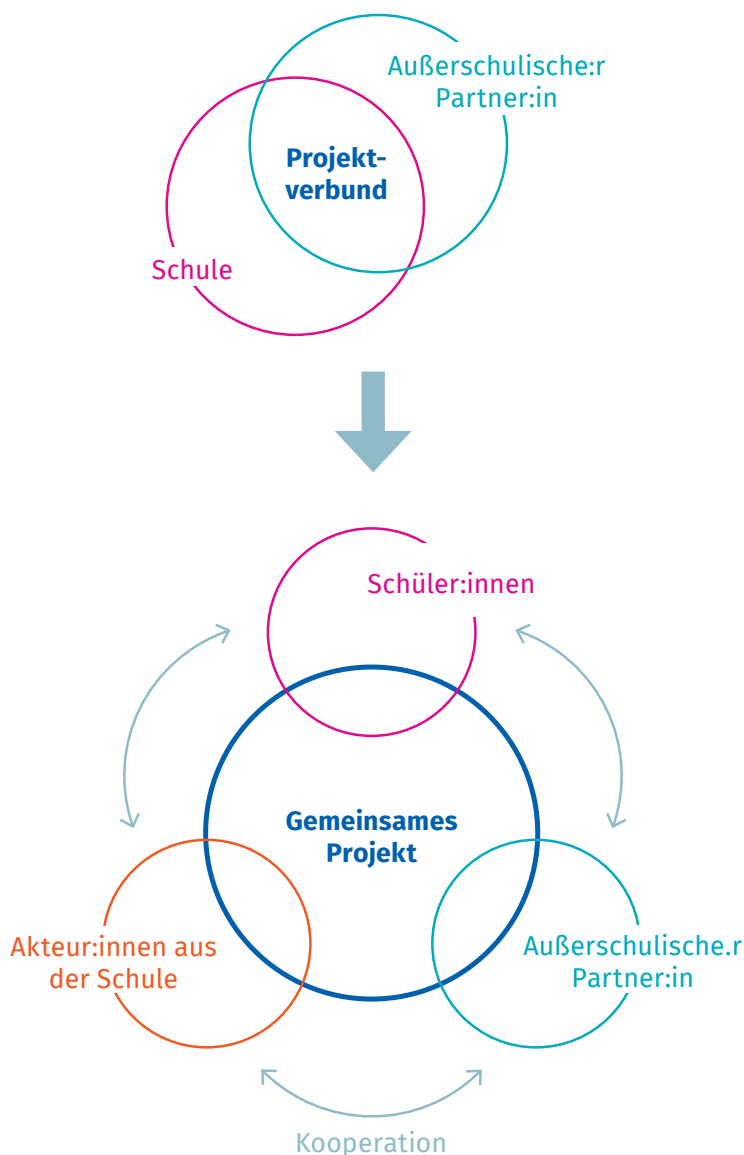 Außerschulische:r
Partner:in
Projekt-
verbund
Schule
Schüler:innen
Gemeinsames
Projekt
Akteur:innen aus
der Schule
Außerschulische.r
Partner:in
Kooperation